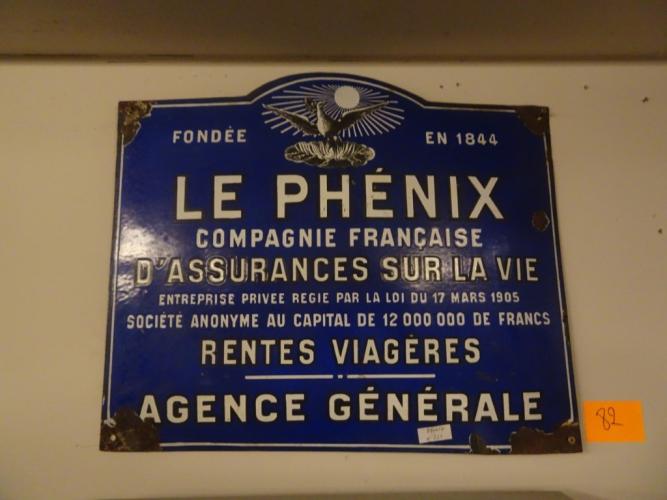 FONDÉE EN 1844
LE PHÉNIX
COMPAGNIE FRANÇAISE
D'ASSURANCES SUR LA VIE
ENTREPRISE PRIVEE REGIE PAR LA LOI DU 17 MARS 1905
SOCIÉTÉ ANONYME AU CAPITAL DE 12 000 000 DE FRANCS
RENTES VIAGÈRES
AGENCE GÉNÉRALE
82